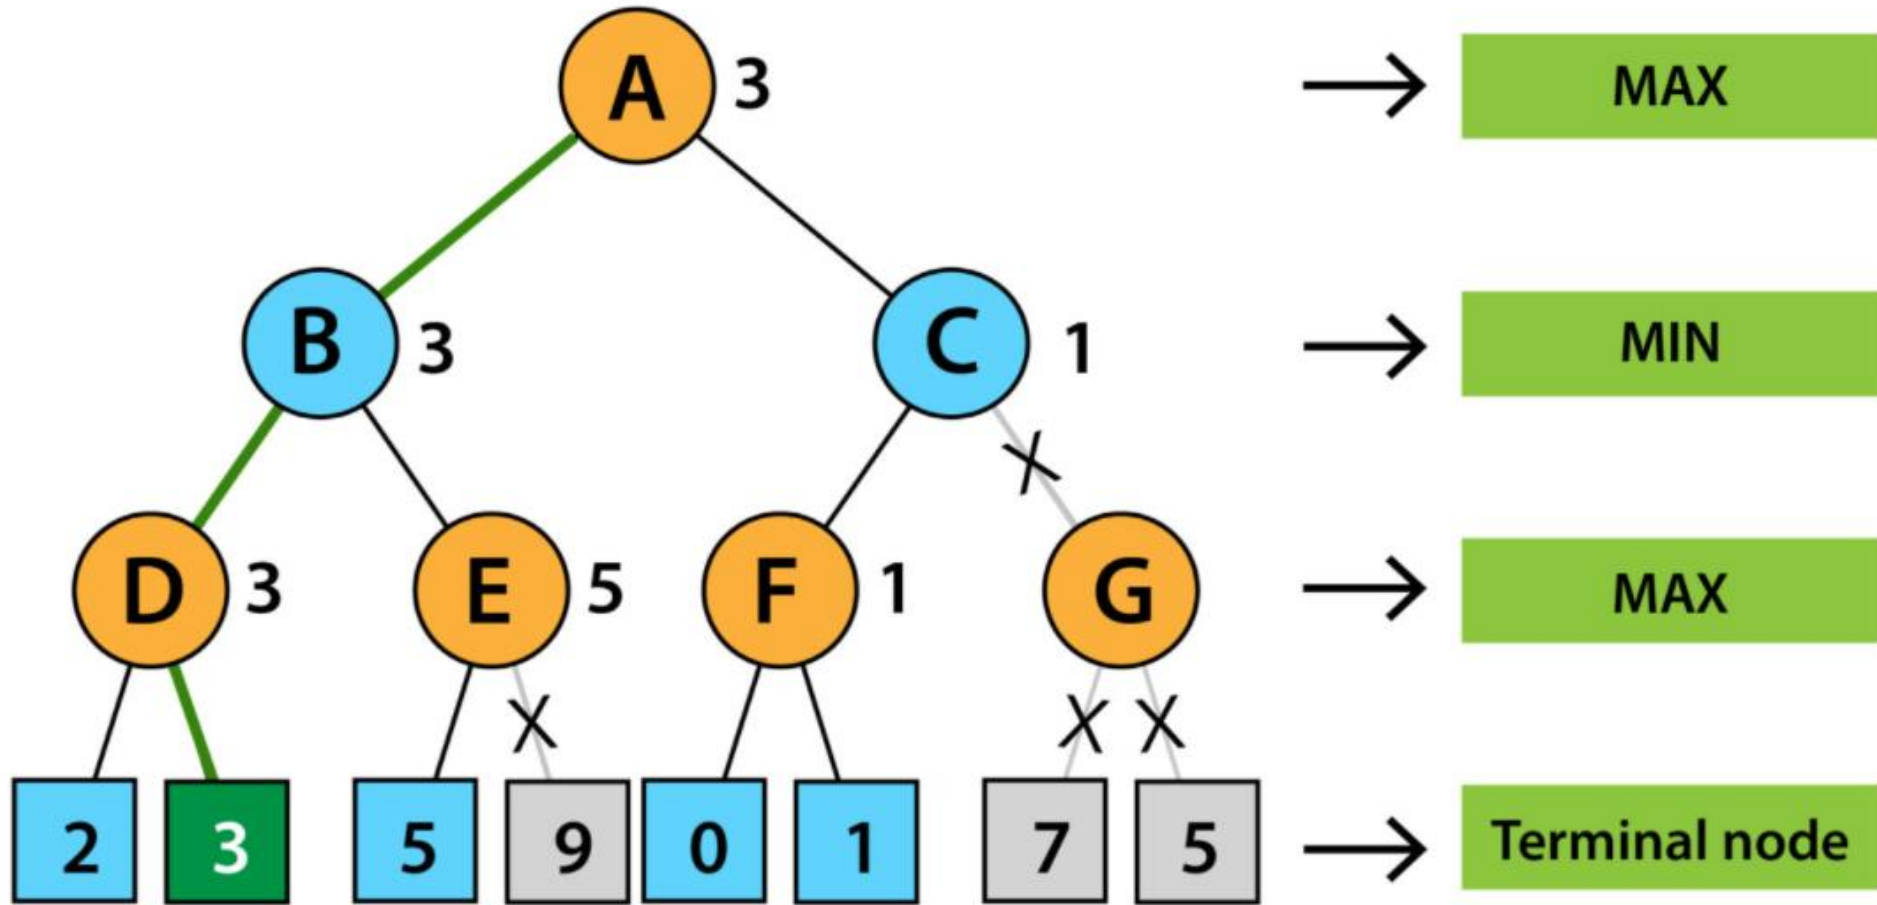 A 3
MAX
B 3
C 1
MIN
D 3
E 5
F 1
G
MAX
X
X
X X
2 3 5 9 0 1 7 5
Terminal node